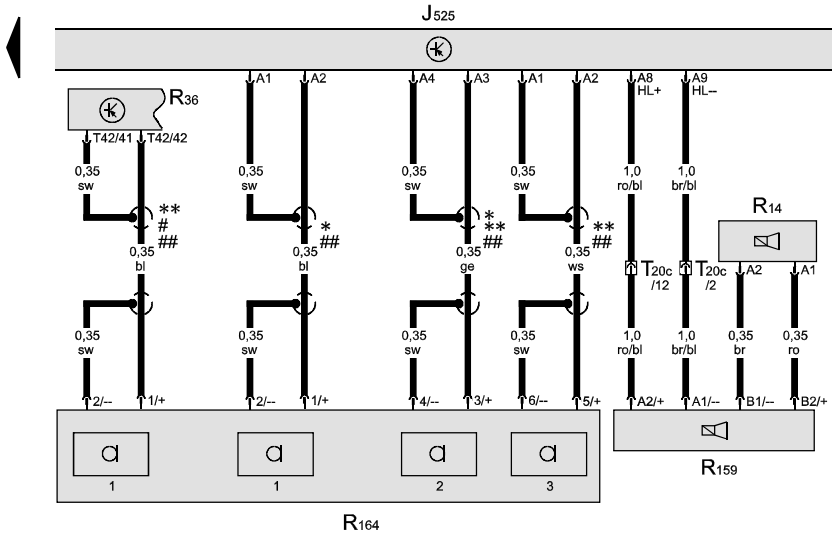 J525
A1 A2 A4 A3 A1 A2 A8 A9
HL+ HL--
R36
T42/41 T42/42
0,35 sw 0,35 sw 0,35 sw 0,35 sw 1,0 ro/bl 1,0 br/bl
** # ##
* ##
* ** ##
** ##
R14
0,35 bl 0,35 bl 0,35 ge 0,35 ws
T20c /12 T20c /2
A2 A1
0,35 sw 0,35 sw 0,35 sw 0,35 sw 1,0 ro/bl 1,0 br/bl 0,35 br 0,35 ro
2/-- 1/+ 2/-- 1/+ 4/-- 3/+ 6/-- 5/+ A2/+ A1/-- B1/-- B2/+
1 1 2 3
R159
R164